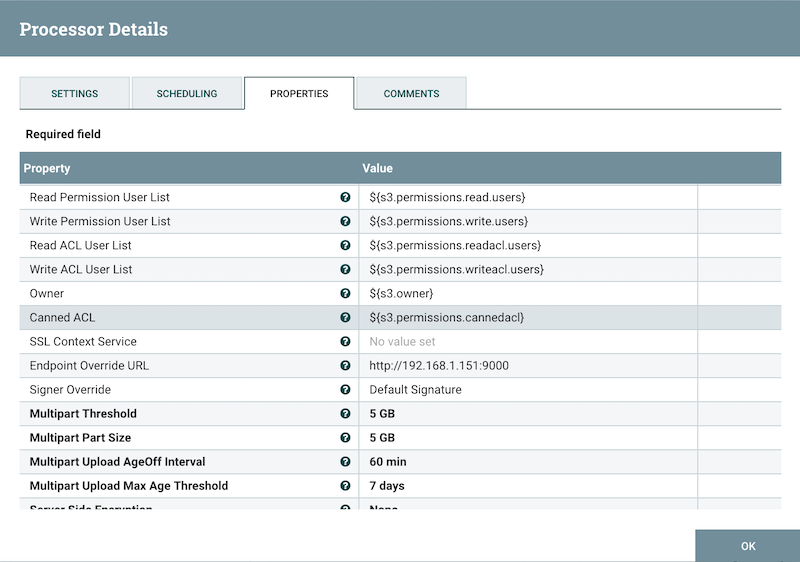 Processor Details
SETTINGS SCHEDULING PROPERTIES COMMENTS
Required field
Property Value
Read Permission User List ${s3.permissions.read.users}
Write Permission User List ${s3.permissions.write.users}
Read ACL User List ${s3.permissions.readacl.users}
Write ACL User List ${s3.permissions.writeacl.users}
Owner ${s3.owner}
Canned ACL ${s3.permissions.cannedacl}
SSL Context Service No value set
Endpoint Override URL http://192.168.1.151:9000
Signer Override Default Signature
Multipart Threshold 5 GB
Multipart Part Size 5 GB
Multipart Upload AgeOff Interval 60 min
Multipart Upload Max Age Threshold 7 days
Server Side Encryption None
OK